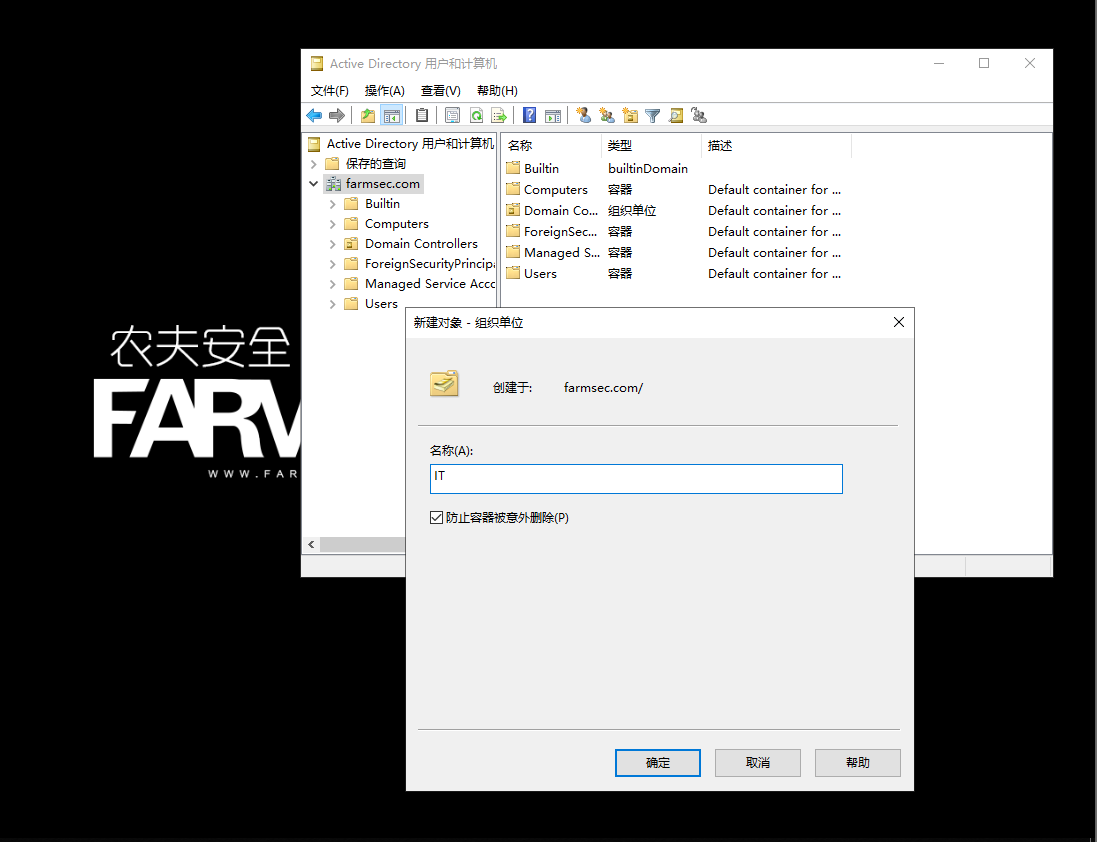 Active Directory 用户和计算机
文件(F) 操作(A) 查看(V) 帮助(H)
Active Directory 用户和计算机
保存的查询
farmsec.com
Builtin
Computers
Domain Controllers
ForeignSecurityPrincipa
Managed Service Acco
Users
名称 类型 描述
Builtin builtinDomain
Computers 容器 Default container for ...
Domain Co... 组织单位 Default container for ...
ForeignSec... 容器 Default container for ...
Managed S... 容器 Default container for ...
Users 容器 Default container for ...
农夫安全
FARM
WWW.FAR
新建对象 - 组织单位
创建于: farmsec.com/
名称(A):
IT
防止容器被意外删除(P)
确定 取消 帮助